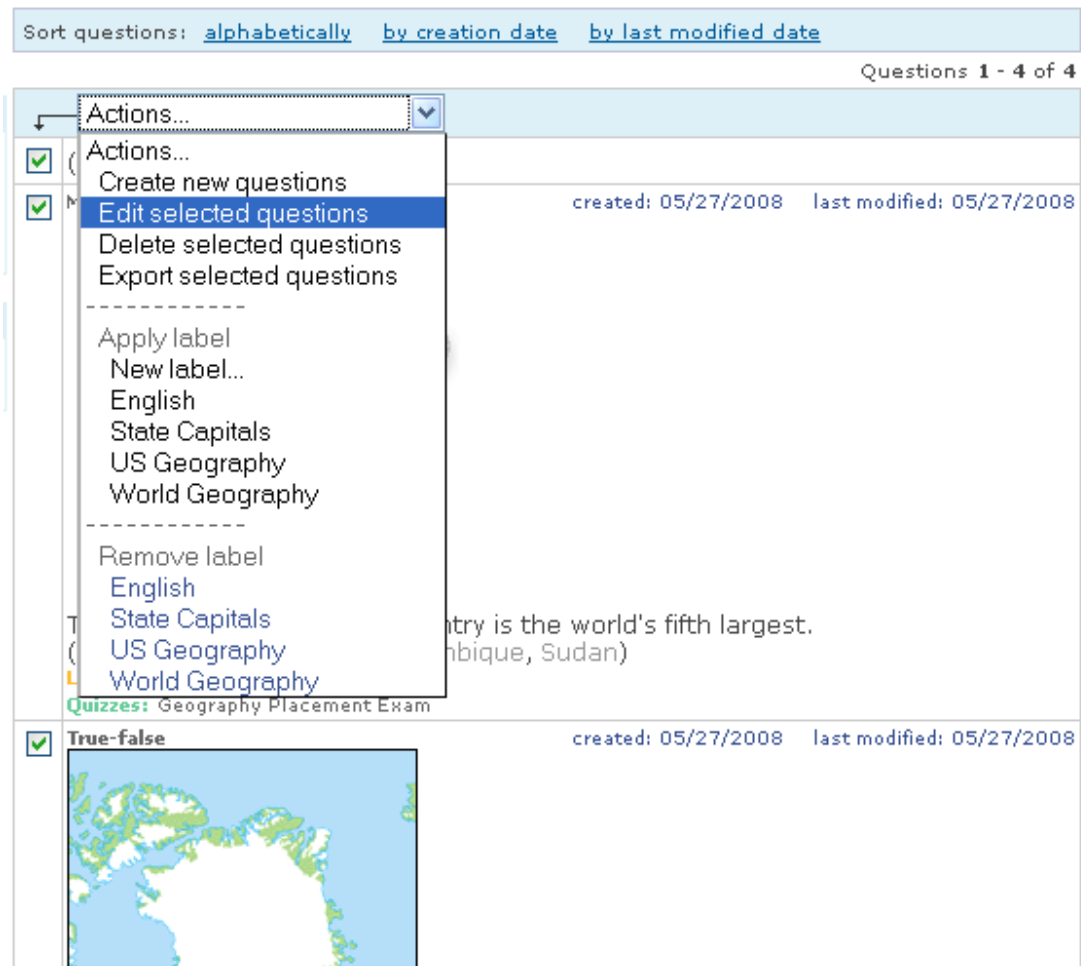 Sort questions: alphabetically by creation date by last modified date
Questions 1 - 4 of 4
Actions...
Actions...
(
Create new questions
M
Edit selected questions
created: 05/27/2008 last modified: 05/27/2008
Delete selected questions
Export selected questions
------------
Apply label
New label...
English
State Capitals
US Geography
World Geography
------------
Remove label
English
State Capitals
US Geography
World Geography
T ntry is the world's fifth largest.
( nbique, Sudan)
L
Quizzes: Geography Placement Exam
True-false created: 05/27/2008 last modified: 05/27/2008